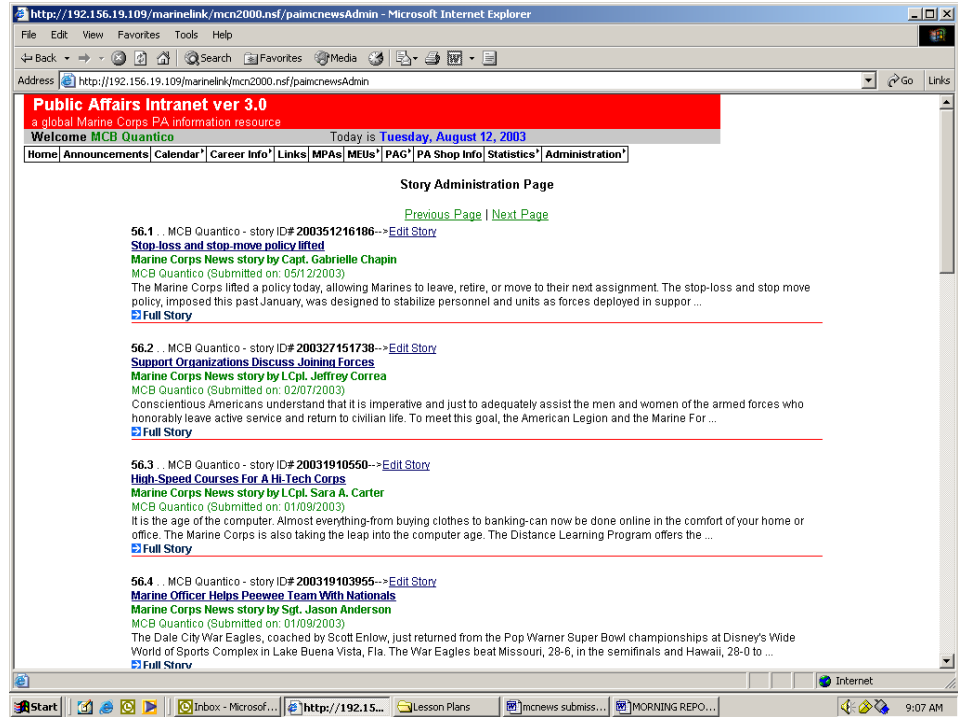 http://192.156.19.109/marinelink/mcn2000.nsf/paimcnewsAdmin - Microsoft Internet Explorer
File Edit View Favorites Tools Help
Back Search Favorites Media
Address http://192.156.19.109/marinelink/mcn2000.nsf/paimcnewsAdmin Go Links
Public Affairs Intranet ver 3.0
a global Marine Corps PA information resource
Welcome MCB Quantico Today is Tuesday, August 12, 2003
Home Announcements Calendar Career Info Links MPAs MEUs PAG PA Shop Info Statistics Administration
Story Administration Page
Previous Page | Next Page
56.1 . . MCB Quantico - story ID# 200351216186-->Edit Story
Stop-loss and stop-move policy lifted
Marine Corps News story by Capt. Gabrielle Chapin
MCB Quantico (Submitted on: 05/12/2003)
The Marine Corps lifted a policy today, allowing Marines to leave, retire, or move to their next assignment. The stop-loss and stop move
policy, imposed this past January, was designed to stabilize personnel and units as forces deployed in suppor ...
Full Story
56.2 . . MCB Quantico - story ID# 200327151738-->Edit Story
Support Organizations Discuss Joining Forces
Marine Corps News story by LCpl. Jeffrey Correa
MCB Quantico (Submitted on: 02/07/2003)
Conscientious Americans understand that it is imperative and just to adequately assist the men and women of the armed forces who
honorably leave active service and return to civilian life. To meet this goal, the American Legion and the Marine For ...
Full Story
56.3 . . MCB Quantico - story ID# 20031910550-->Edit Story
High-Speed Courses For A Hi-Tech Corps
Marine Corps News story by LCpl. Sara A. Carter
MCB Quantico (Submitted on: 01/09/2003)
It is the age of the computer. Almost everything-from buying clothes to banking-can now be done online in the comfort of your home or
office. The Marine Corps is also taking the leap into the computer age. The Distance Learning Program offers the ...
Full Story
56.4 . . MCB Quantico - story ID# 200319103955-->Edit Story
Marine Officer Helps Peewee Team With Nationals
Marine Corps News story by Sgt. Jason Anderson
MCB Quantico (Submitted on: 01/09/2003)
The Dale City War Eagles, coached by Scott Enlow, just returned from the Pop Warner Super Bowl championships at Disney's Wide
World of Sports Complex in Lake Buena Vista, Fla. The War Eagles beat Missouri, 28-6, in the semifinals and Hawaii, 28-0 to ...
Full Story
Internet
Start Inbox - Microsof... http://192.15... Lesson Plans mcnews submiss... MORNING REPO... 9:07 AM